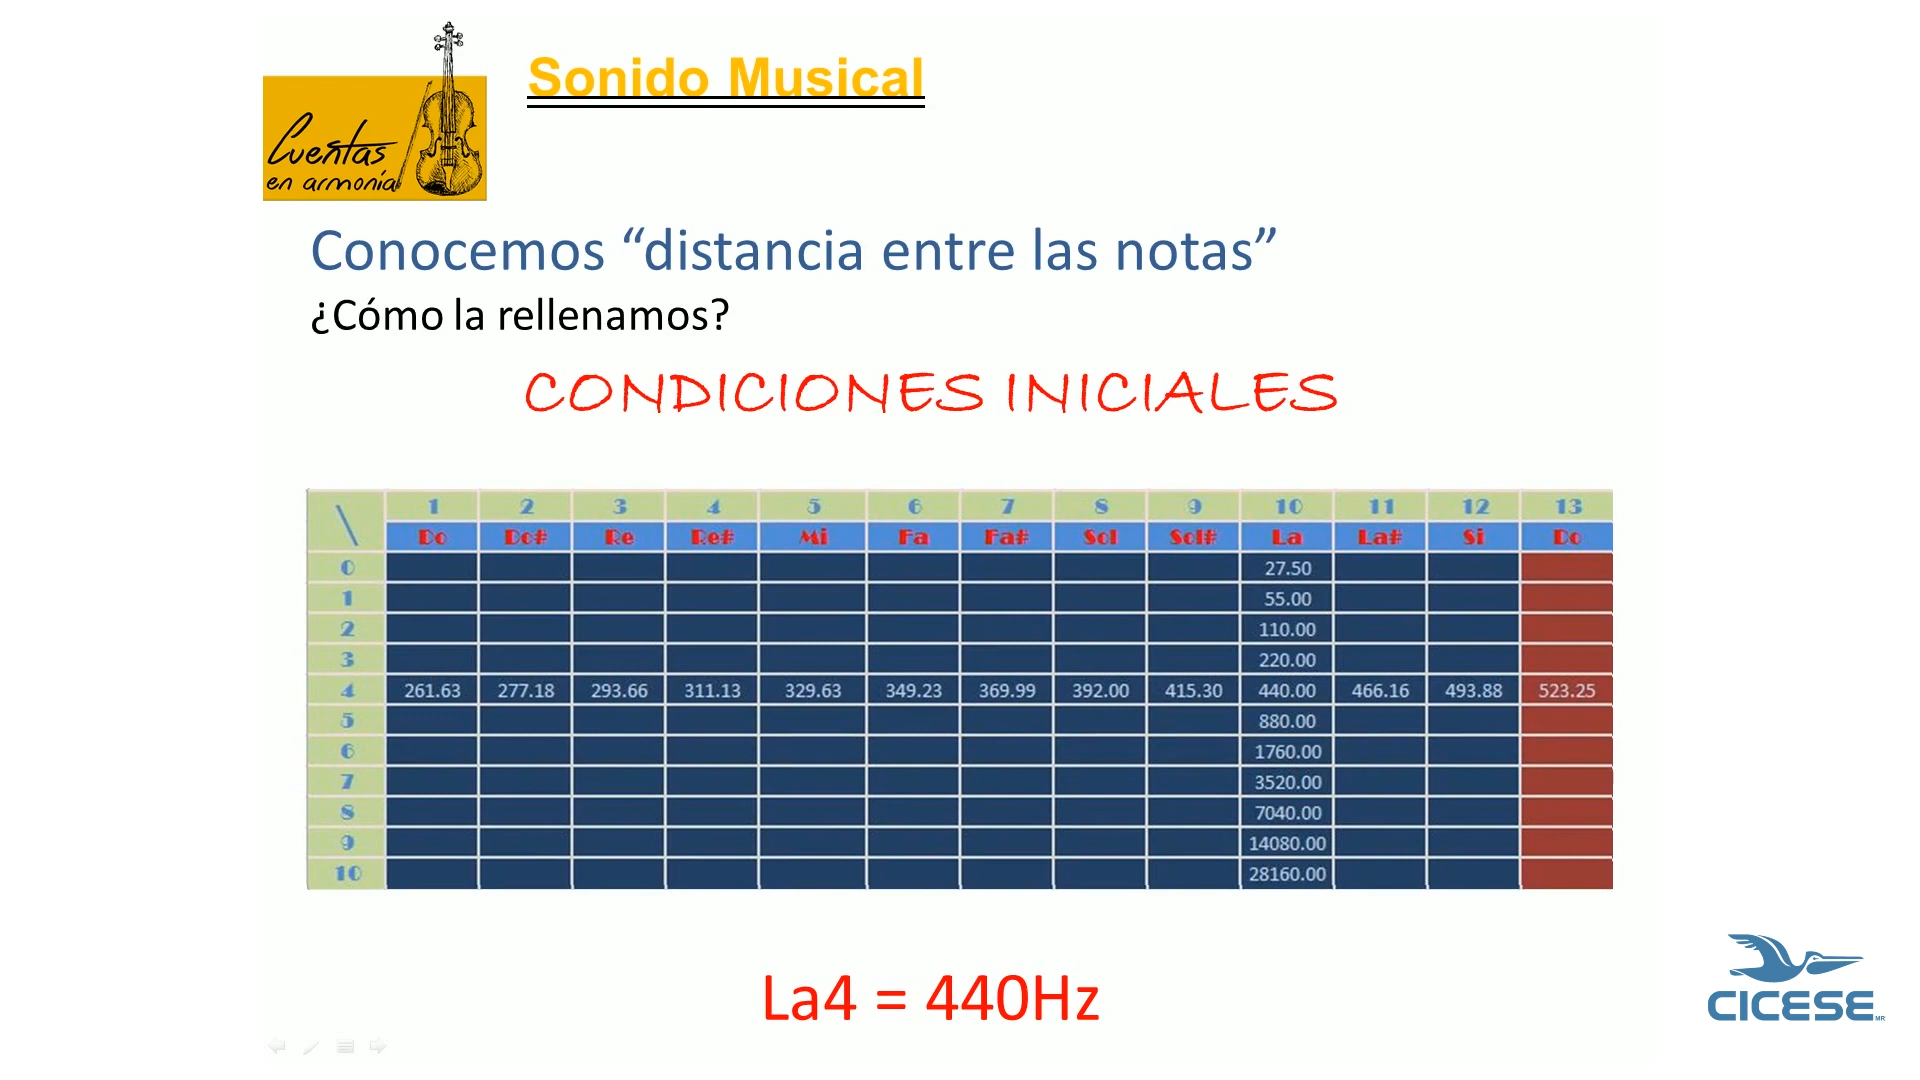 Sonido Musical
Cuentas
en armonía
Conocemos “distancia entre las notas”
¿Cómo la rellenamos?
CONDICIONES INICIALES
\ 1 2 3 4 5 6 7 8 9 10 11 12 13
Do Do# Re Re# Mi Fa Fa# Sol Sol# La La# Si Do
0 27.50
1 55.00
2 110.00
3 220.00
4 261.63 277.18 293.66 311.13 329.63 349.23 369.99 392.00 415.30 440.00 466.16 493.88 523.25
5 880.00
6 1760.00
7 3520.00
8 7040.00
9 14080.00
10 28160.00
La4 = 440Hz
CICESE MR